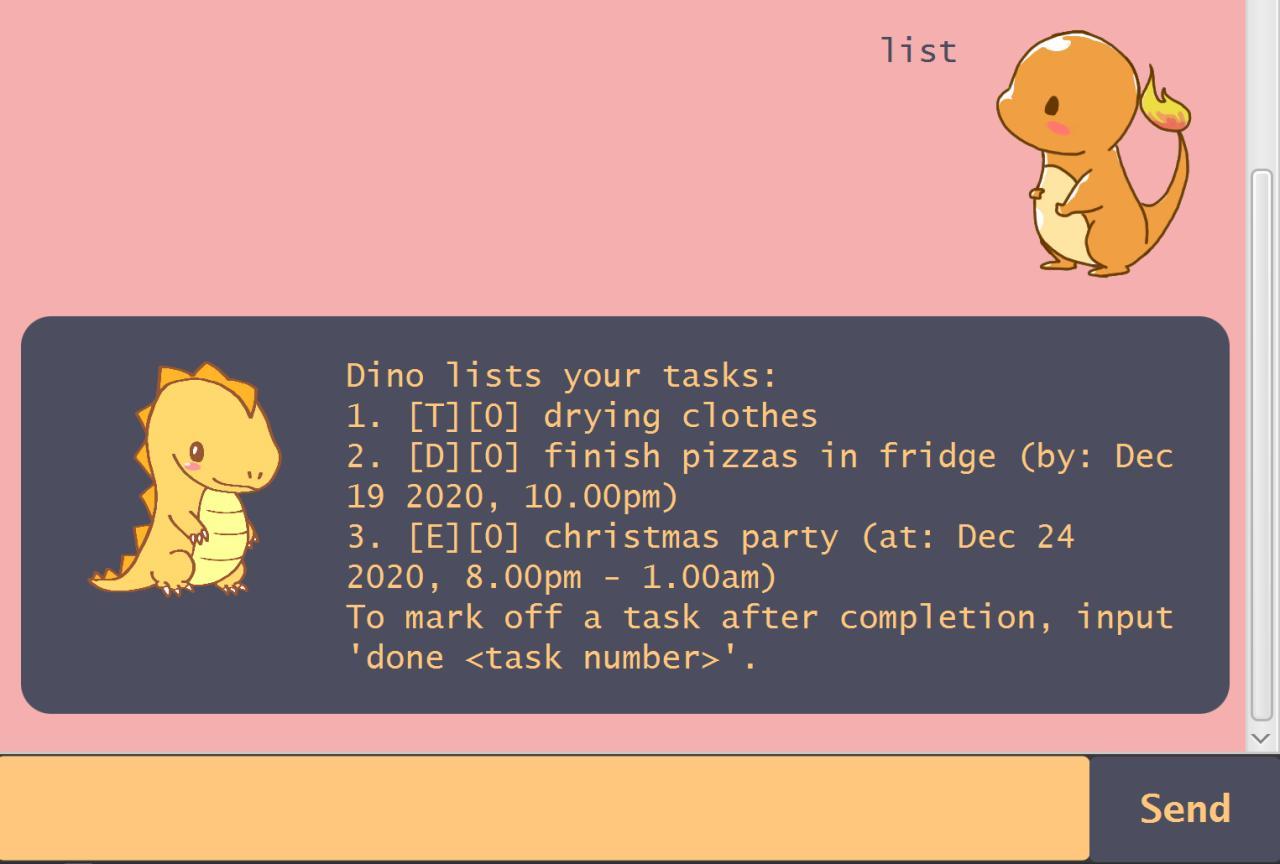 list
Dino lists your tasks:
1. [T][0] drying clothes
2. [D][0] finish pizzas in fridge (by: Dec
19 2020, 10.00pm)
3. [E][0] christmas party (at: Dec 24
2020, 8.00pm - 1.00am)
To mark off a task after completion, input
'done <task number>'.
Send